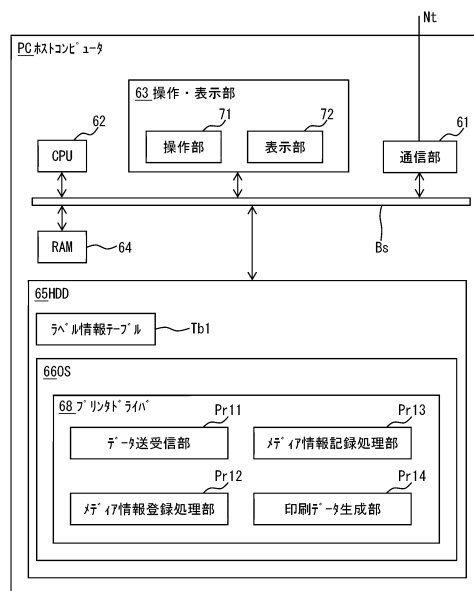 Nt
PCホストコンピュータ
63操作・表示部
62
71
72
61
CPU
操作部
表示部
通信部
RAM
64
Bs
65HDD
ラベル情報テーブル
Tb1
66OS
68プリンタドライバ
Pr11
Pr13
データ送受信部
メディア情報記録処理部
Pr12
Pr14
メディア情報登録処理部
印刷データ生成部